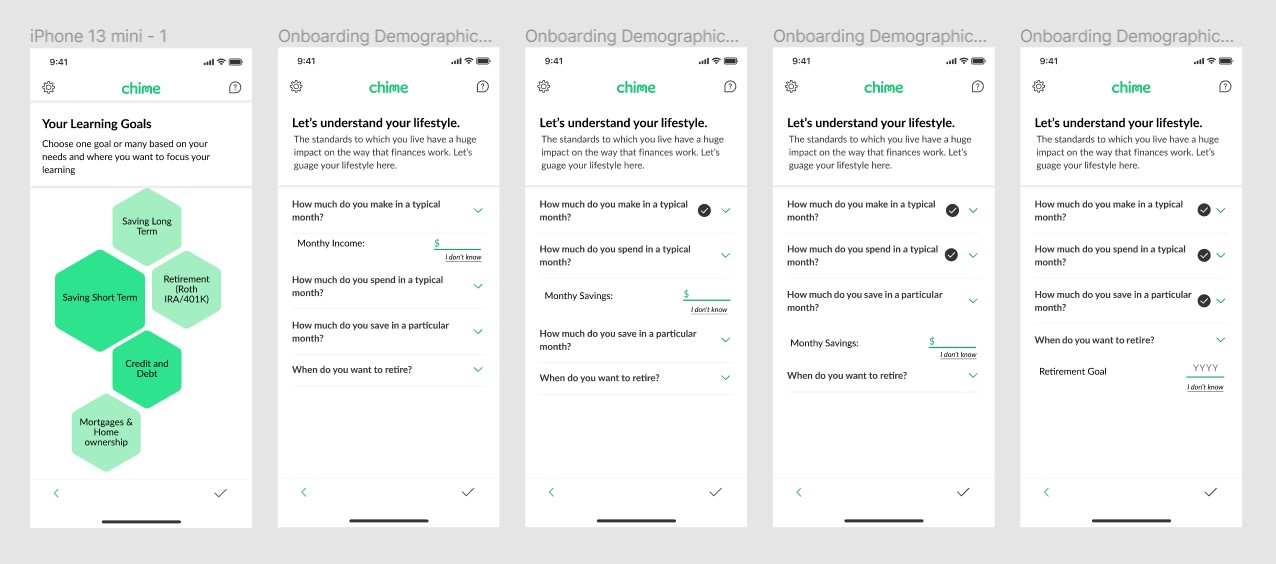 iPhone 13 mini - 1
9:41
chime
Your Learning Goals
Choose one goal or many based on your
needs and where you want to focus your
learning
Saving Long
Term
Saving Short Term
Retirement
(Roth
IRA/401K)
Credit and
Debt
Mortgages &
Home
ownership
Onboarding Demographic...
9:41
chime
Let's understand your lifestyle.
The standards to which you live have a huge
impact on the way that finances work. Let's
guage your lifestyle here.
How much do you make in a typical
month?
Monthy Income:
$
I don't know
How much do you spend in a typical
month?
How much do you save in a particular
month?
When do you want to retire?
Onboarding Demographic...
9:41
chime
Let's understand your lifestyle.
The standards to which you live have a huge
impact on the way that finances work. Let's
guage your lifestyle here.
How much do you make in a typical
month?
How much do you spend in a typical
month?
Monthy Savings:
$
I don't know
How much do you save in a particular
month?
When do you want to retire?
Onboarding Demographic...
9:41
chime
Let's understand your lifestyle.
The standards to which you live have a huge
impact on the way that finances work. Let's
guage your lifestyle here.
How much do you make in a typical
month?
How much do you spend in a typical
month?
How much do you save in a particular
month?
Monthy Savings:
$
I don't know
When do you want to retire?
Onboarding Demographic...
9:41
chime
Let's understand your lifestyle.
The standards to which you live have a huge
impact on the way that finances work. Let's
guage your lifestyle here.
How much do you make in a typical
month?
How much do you spend in a typical
month?
How much do you save in a particular
month?
When do you want to retire?
Retirement Goal
YYYY
I don't know